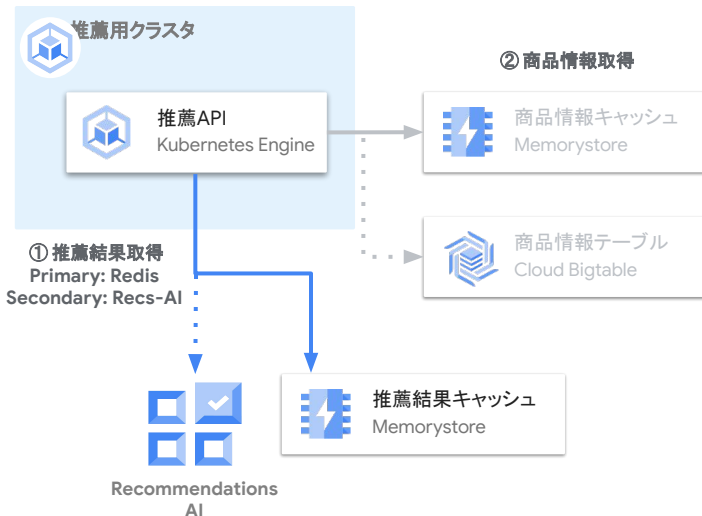 推薦用クラスタ
② 商品情報取得
推薦API
Kubernetes Engine
商品情報キャッシュ
Memorystore
商品情報テーブル
Cloud Bigtable
① 推薦結果取得
Primary: Redis
Secondary: Recs-AI
推薦結果キャッシュ
Memorystore
Recommendations
AI